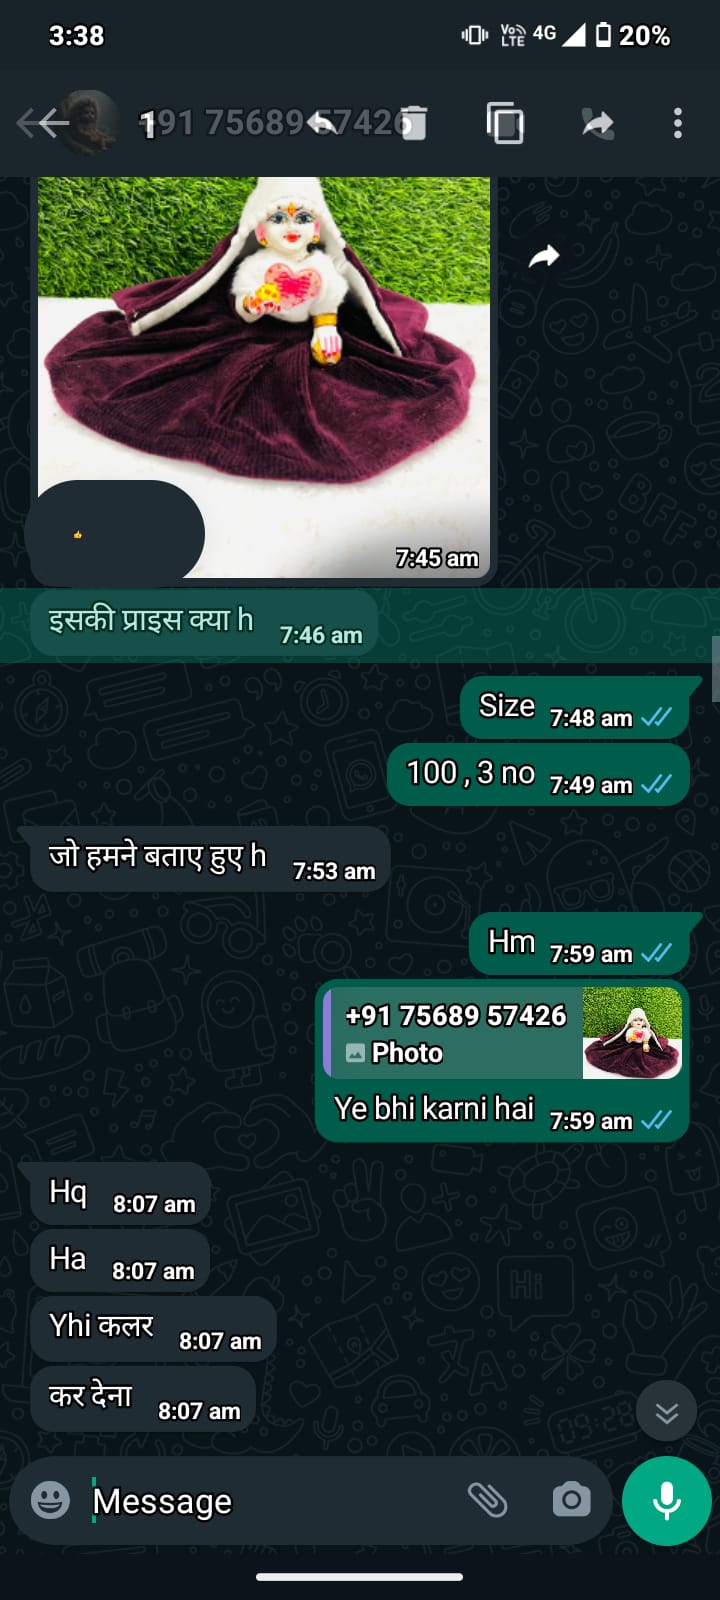 3:38
Vo LTE 4G 20%
1 +91 75689 57426
7:45 am
इसकी प्राइस क्या h 7:46 am
Size 7:48 am
100 , 3 no 7:49 am
जो हमने बताए हुए h 7:53 am
Hm 7:59 am
+91 75689 57426
Photo
Ye bhi karni hai 7:59 am
Hq 8:07 am
Ha 8:07 am
Yhi कलर 8:07 am
कर देना 8:07 am
Message